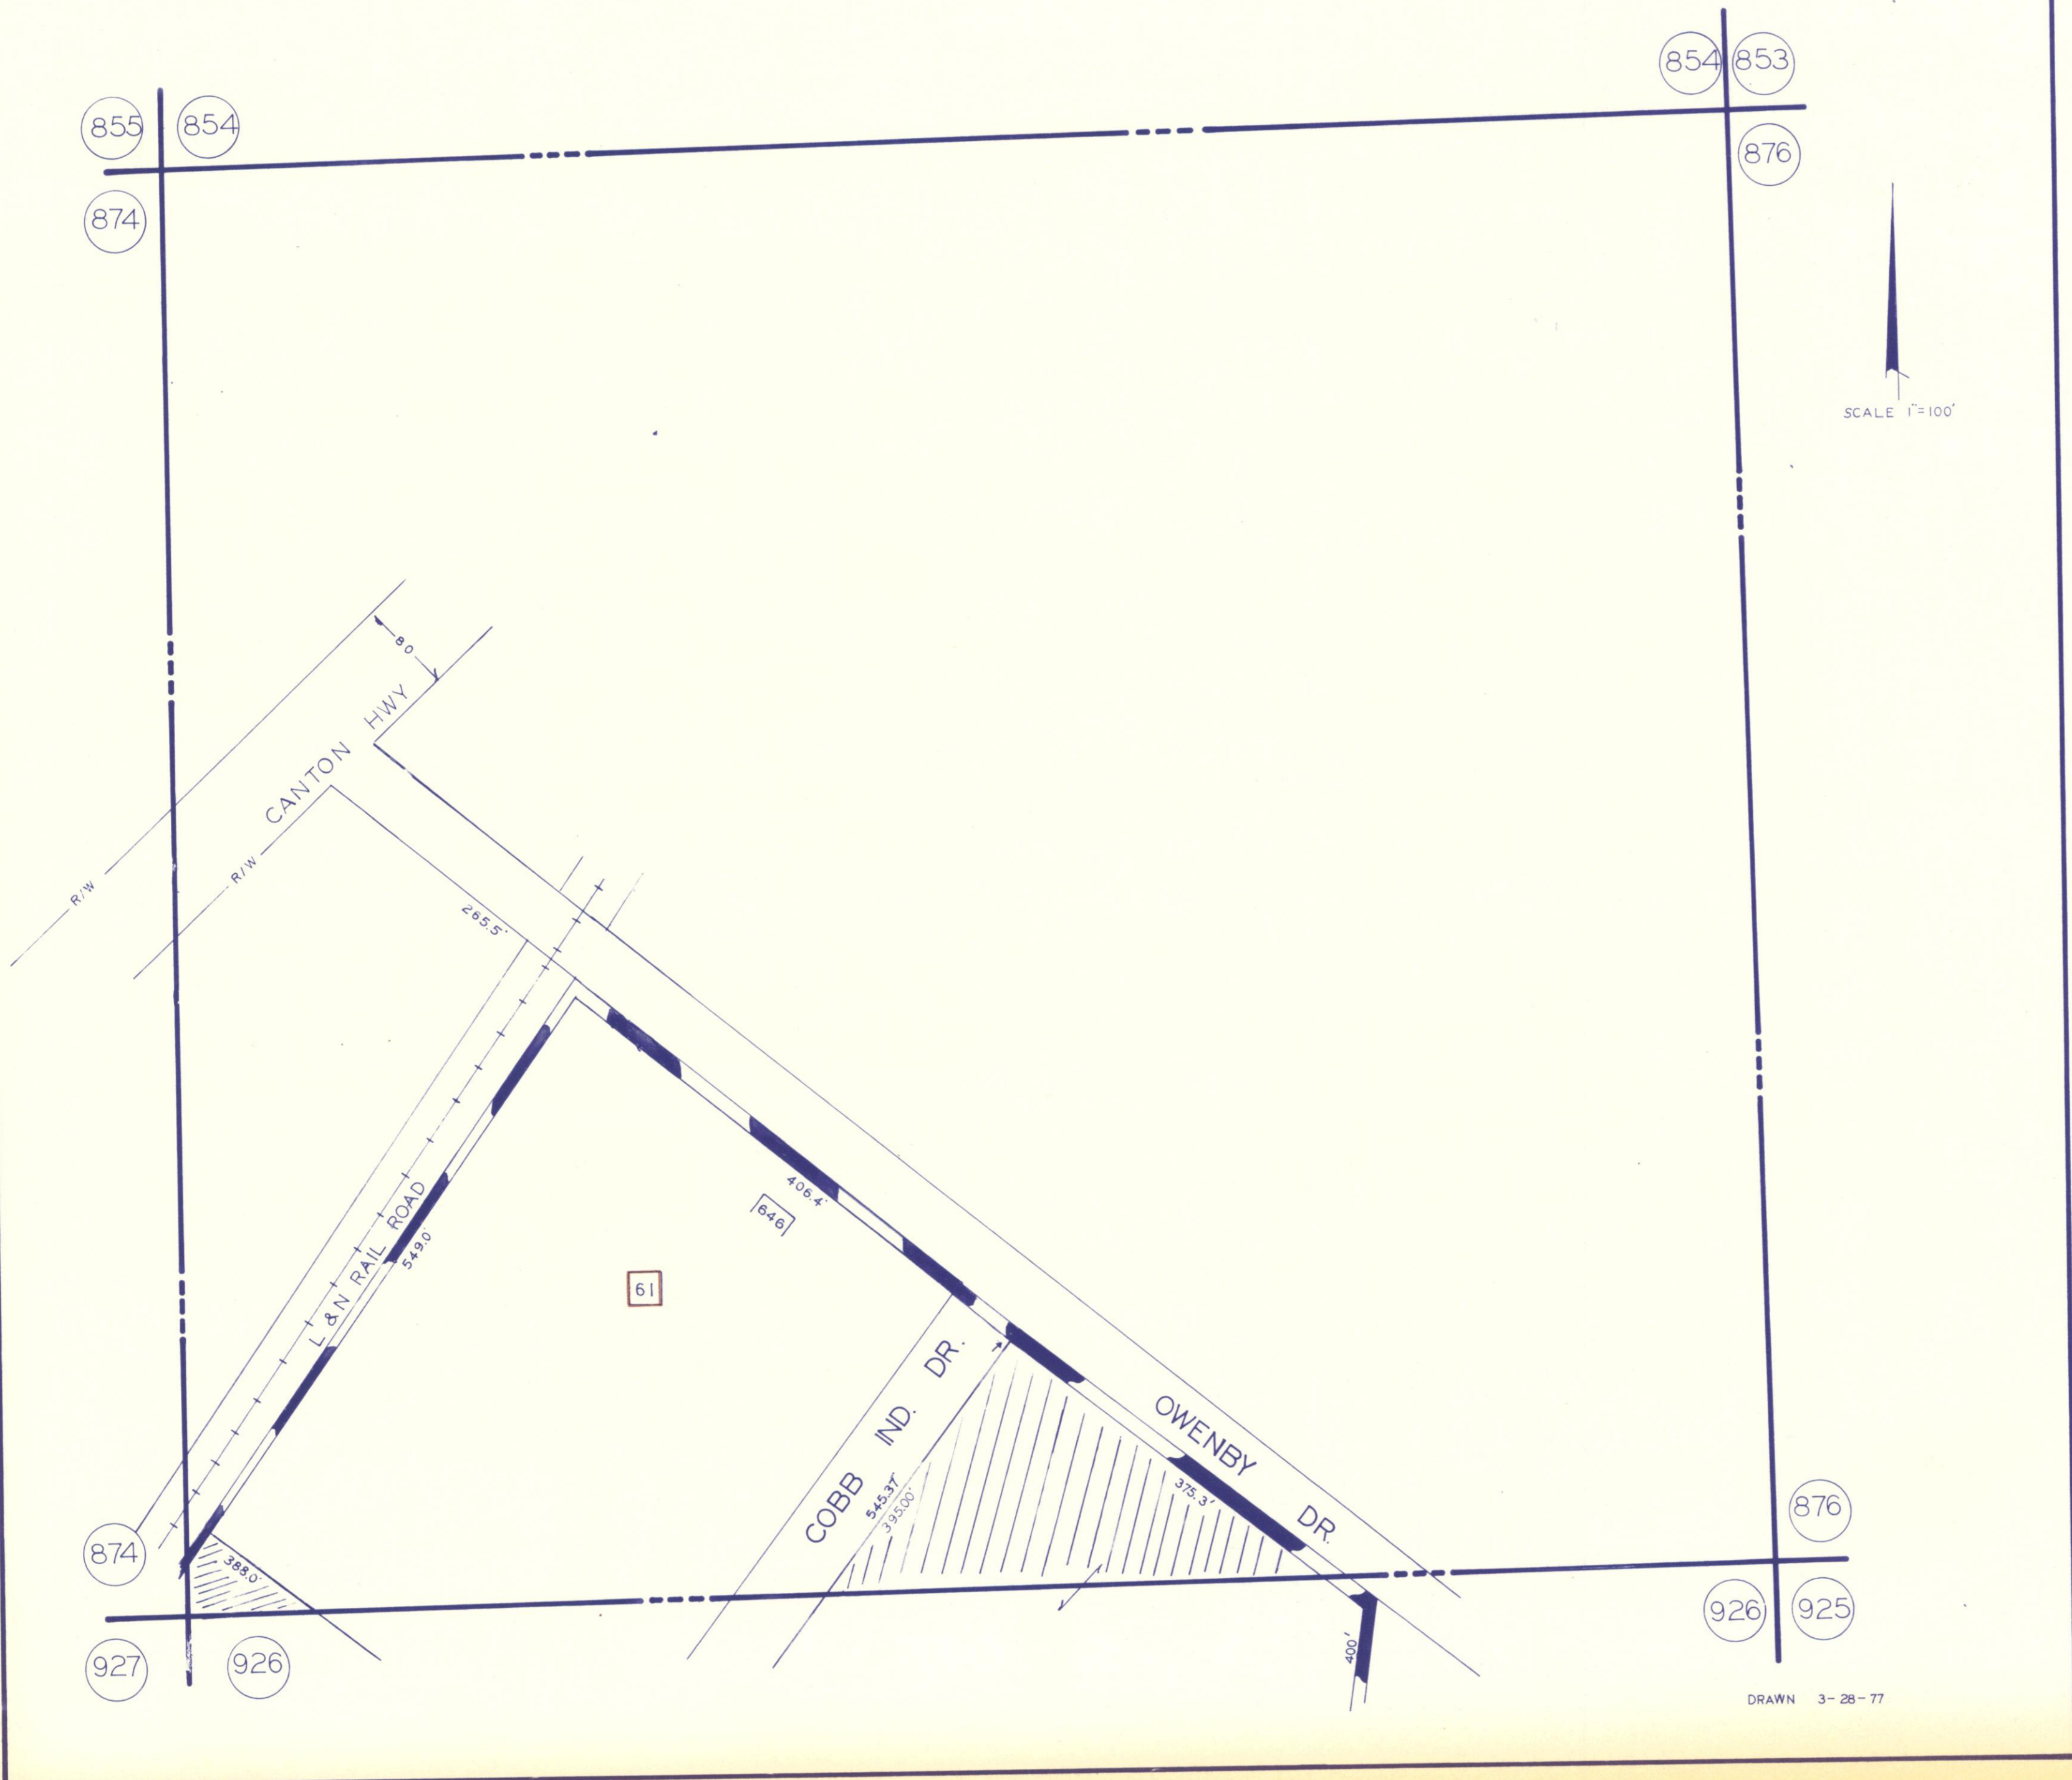 854 853
855 854
876
874
SCALE 1"=100'
80
CANTON HWY
R/W
R/W
265.5'
L & N RAIL ROAD
549.0'
406.4'
646
61
COBB IND. DR.
545.37'
395.00'
OWENBY DR.
375.3'
874
388.0'
876
926 925
927 926
400'
DRAWN 3-28-77